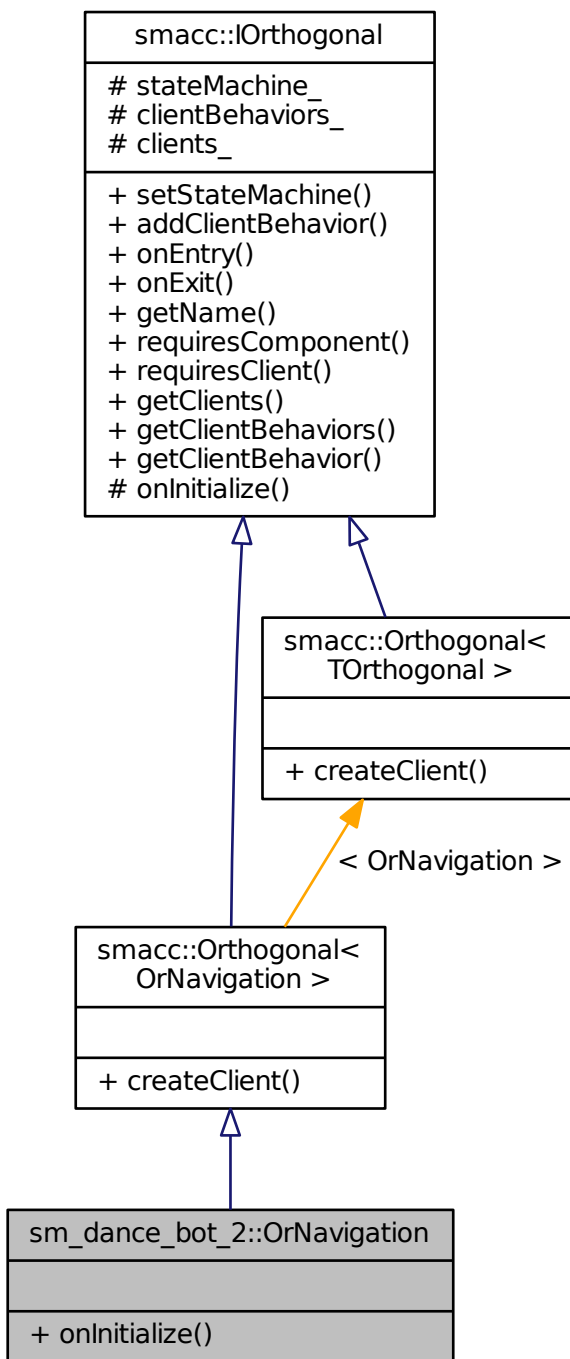 smacc::IOrthogonal
# stateMachine_
# clientBehaviors_
# clients_
+ setStateMachine()
+ addClientBehavior()
+ onEntry()
+ onExit()
+ getName()
+ requiresComponent()
+ requiresClient()
+ getClients()
+ getClientBehaviors()
+ getClientBehavior()
# onInitialize()
smacc::Orthogonal<
TOrthogonal >
+ createClient()
< OrNavigation >
smacc::Orthogonal<
OrNavigation >
+ createClient()
sm_dance_bot_2::OrNavigation
+ onInitialize()